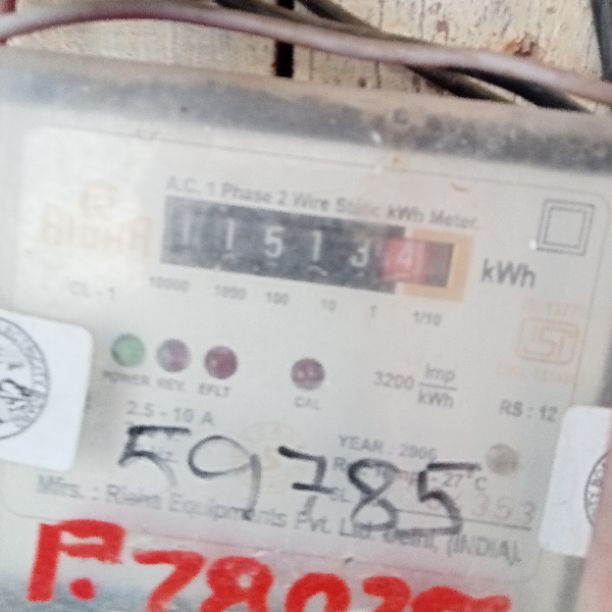 A.C. 1 Phase 2 Wire Static kWh Meter.
1 1 5 1 3 4
kWh
CL - 1
10000 1000 100 10 1 1/10
POWER REV. EFLT
CAL
3200 Imp/kWh
RS : 12
2.5 - 10 A
YEAR : 2006
27°C
59785
353
Mfrs. : Equipments Pvt. Ltd. Delhi, (INDIA).